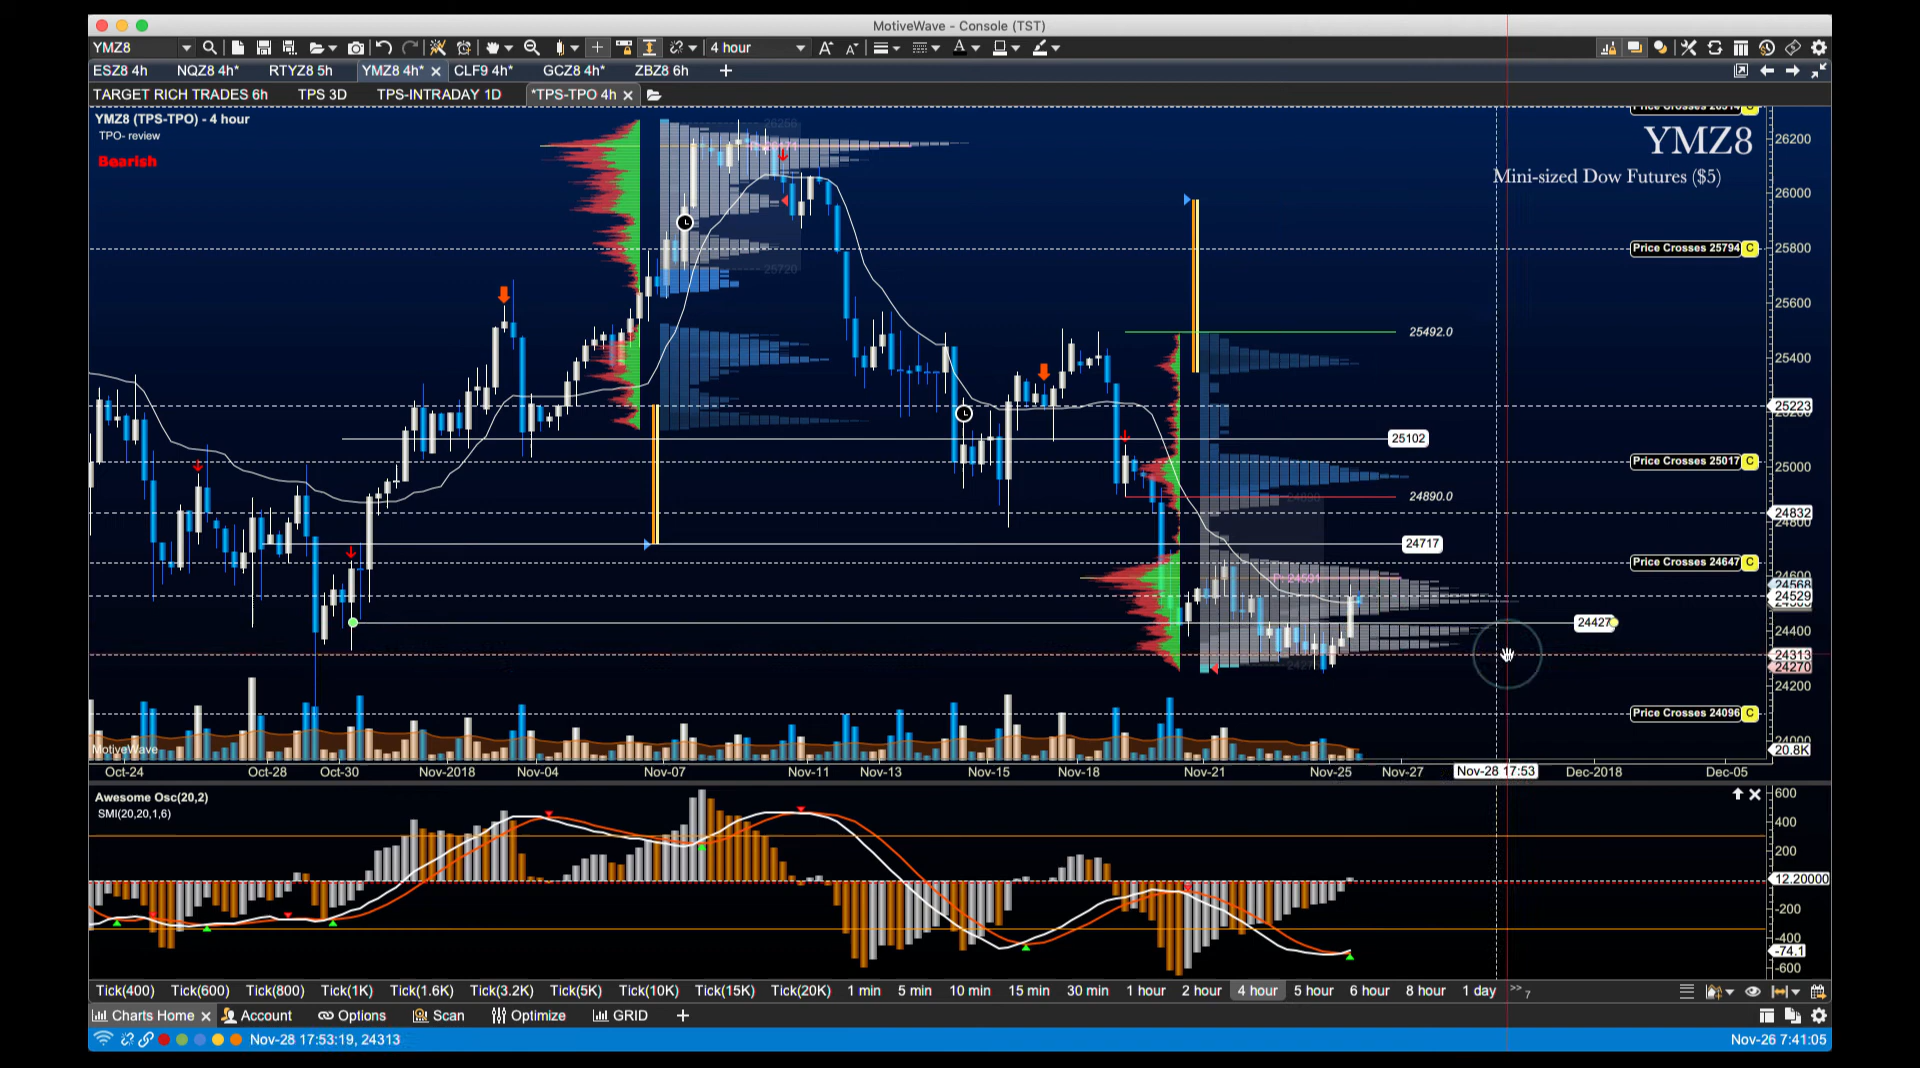 MotiveWave - Console (TST)
YMZ8
4 hour
ESZ8 4h
NQZ8 4h*
RTYZ8 5h
YMZ8 4h*
CLF9 4h*
GCZ8 4h*
ZBZ8 6h
TARGET RICH TRADES 6h
TPS 3D
TPS-INTRADAY 1D
*TPS-TPO 4h
YMZ8 (TPS-TPO) - 4 hour
TPO- review
Bearish
YMZ8
Mini-sized Dow Futures ($5)
26258
25720
26200
26000
Price Crosses 25794 C
25800
25600
25492.0
25400
25223
25102
Price Crosses 25017 C
25000
24890.0
24832
24800
24717
Price Crosses 24647 C
24600
24568
24529
24427
24400
24313
24270
24200
Price Crosses 24096 C
24000
20.8K
MotiveWave
Oct-24
Oct-28
Oct-30
Nov-2018
Nov-04
Nov-07
Nov-11
Nov-13
Nov-15
Nov-18
Nov-21
Nov-25
Nov-27
Nov-28 17:53
Dec-2018
Dec-05
Awesome Osc(20,2)
SMI(20,20,1,6)
600
400
200
12.20000
-200
-400
-74.1
-600
Tick(400)
Tick(600)
Tick(800)
Tick(1K)
Tick(1.6K)
Tick(3.2K)
Tick(5K)
Tick(10K)
Tick(15K)
Tick(20K)
1 min
5 min
10 min
15 min
30 min
1 hour
2 hour
4 hour
5 hour
6 hour
8 hour
1 day
>> 7
Charts Home
Account
Options
Scan
Optimize
GRID
Nov-28 17:53:19, 24313
Nov-26 7:41:05